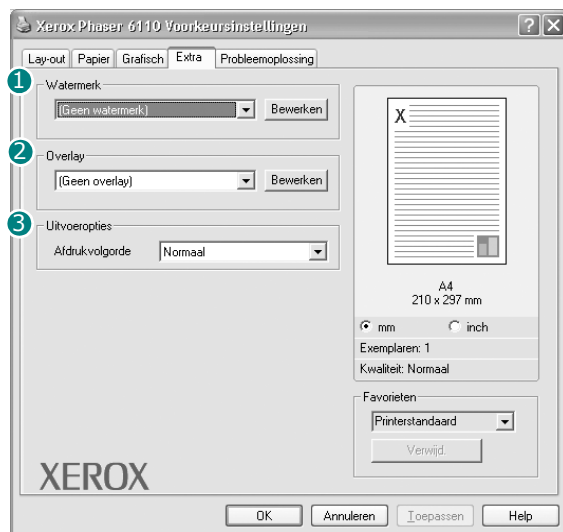 Xerox Phaser 6110 Voorkeursinstellingen
Lay-out Papier Grafisch Extra Probleemoplossing
1
Watermerk
(Geen watermerk) Bewerken
2
Overlay
(Geen overlay) Bewerken
3
Uitvoeropties
Afdrukvolgorde Normaal
X
A4
210 x 297 mm
mm inch
Exemplaren: 1
Kwaliteit: Normaal
Favorieten
Printerstandaard
Verwijd.
XEROX
OK Annuleren Toepassen Help